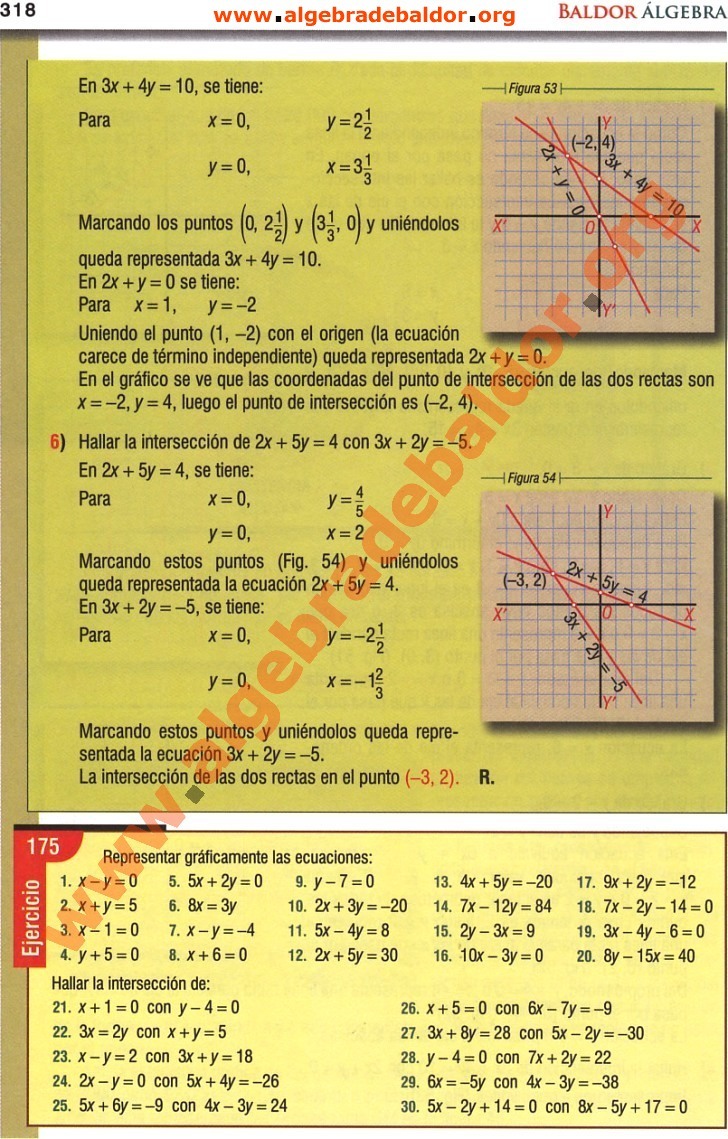 318
www.algebradebaldor.org
BALDOR ÁLGEBRA
En 3x + 4y = 10, se tiene:
Para x = 0, y = 2 1/2
y = 0, x = 3 1/3
Marcando los puntos (0, 2 1/2) y (3 1/3, 0) y uniéndolos
queda representada 3x + 4y = 10.
En 2x + y = 0 se tiene:
Para x = 1, y = –2
Uniendo el punto (1, –2) con el origen (la ecuación
carece de término independiente) queda representada 2x + y = 0.
En el gráfico se ve que las coordenadas del punto de intersección de las dos rectas son
x = –2, y = 4, luego el punto de intersección es (–2, 4).
Figura 53
Y
(–2, 4)
2x + y = 0
3x + 4y = 10
X'
O
X
Y'
6) Hallar la intersección de 2x + 5y = 4 con 3x + 2y = –5.
En 2x + 5y = 4, se tiene:
Para x = 0, y = 4/5
y = 0, x = 2
Marcando estos puntos (Fig. 54) y uniéndolos
queda representada la ecuación 2x + 5y = 4.
En 3x + 2y = –5, se tiene:
Para x = 0, y = –2 1/2
y = 0, x = –1 2/3
Marcando estos puntos y uniéndolos queda repre-
sentada la ecuación 3x + 2y = –5.
La intersección de las dos rectas en el punto (–3, 2). R.
Figura 54
Y
(–3, 2)
2x + 5y = 4
X'
O
X
3x + 2y = –5
Y'
www.algebradebaldor.org
175
Ejercicio
Representar gráficamente las ecuaciones:
1. x – y = 0 5. 5x + 2y = 0 9. y – 7 = 0 13. 4x + 5y = –20 17. 9x + 2y = –12
2. x + y = 5 6. 8x = 3y 10. 2x + 3y = –20 14. 7x – 12y = 84 18. 7x – 2y – 14 = 0
3. x – 1 = 0 7. x – y = –4 11. 5x – 4y = 8 15. 2y – 3x = 9 19. 3x – 4y – 6 = 0
4. y + 5 = 0 8. x + 6 = 0 12. 2x + 5y = 30 16. 10x – 3y = 0 20. 8y – 15x = 40
Hallar la intersección de:
21. x + 1 = 0 con y – 4 = 0 26. x + 5 = 0 con 6x – 7y = –9
22. 3x = 2y con x + y = 5 27. 3x + 8y = 28 con 5x – 2y = –30
23. x – y = 2 con 3x + y = 18 28. y – 4 = 0 con 7x + 2y = 22
24. 2x – y = 0 con 5x + 4y = –26 29. 6x = –5y con 4x – 3y = –38
25. 5x + 6y = –9 con 4x – 3y = 24 30. 5x – 2y + 14 = 0 con 8x – 5y + 17 = 0